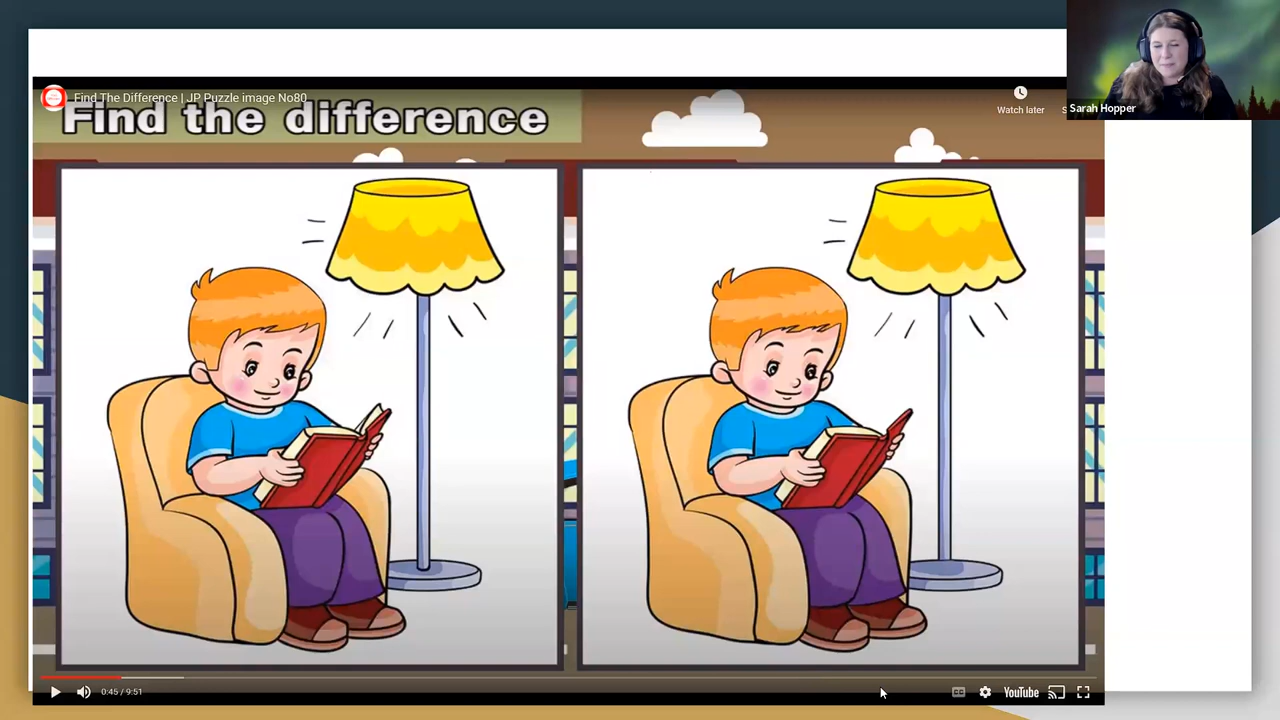 Sarah Hopper
Find The Difference | JP Puzzle image No80
Watch later
S
Find the difference
0:45 / 9:51
CC
YouTube